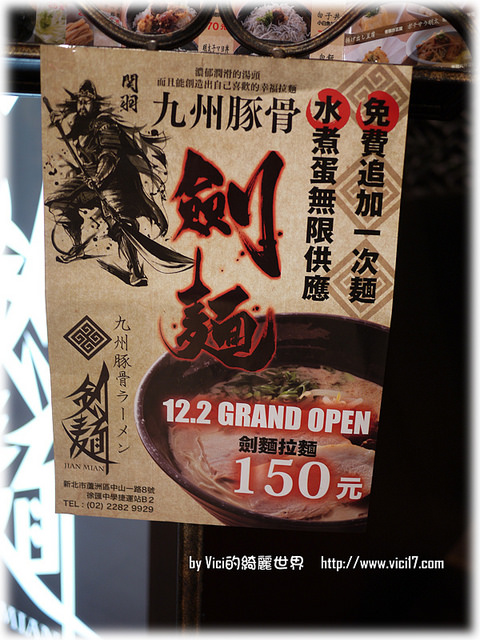 70元
關羽
濃郁潤滑的湯頭
而且能創造出自己喜歡的幸福拉麵
九州豚骨
劍麵
免費追加一次麵
水煮蛋無限供應
九州豚骨ラーメン
劍麵
JIAN MIAN
12.2 GRAND OPEN
劍麵拉麵
150元
新北市蘆洲區中山一路8號
徐匯中學捷運站B2
TEL : (02) 2282 9929
by Vici的綺麗世界 http://www.vici17.com